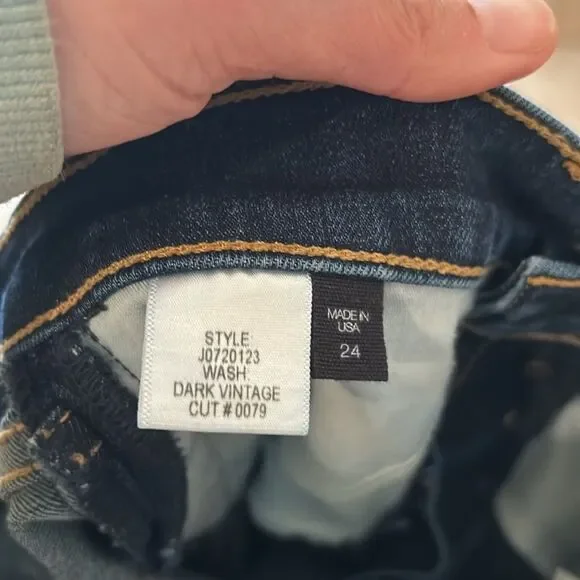 STYLE:
J0720123
WASH:
DARK VINTAGE
CUT # 0079
MADE IN
USA
24